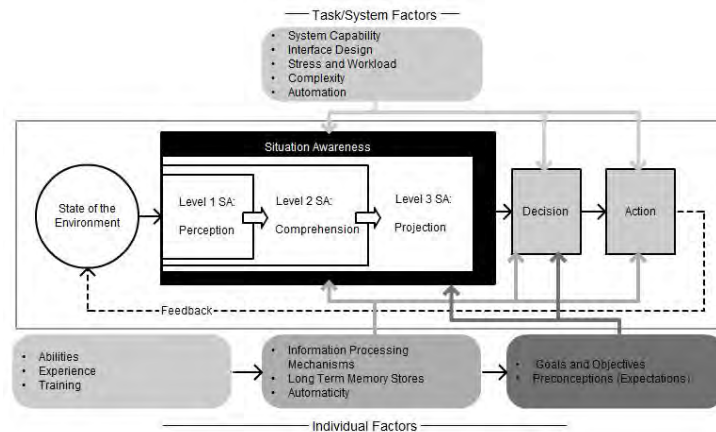 Task/System Factors
• System Capability
• Interface Design
• Stress and Workload
• Complexity
• Automation
Situation Awareness
State of the
Environment
Level 1 SA:
Perception
Level 2 SA:
Comprehension
Level 3 SA:
Projection
Decision
Action
Feedback
• Abilities
• Experience
• Training
• Information Processing
Mechanisms
• Long Term Memory Stores
• Automaticity
• Goals and Objectives
• Preconceptions (Expectations)
Individual Factors